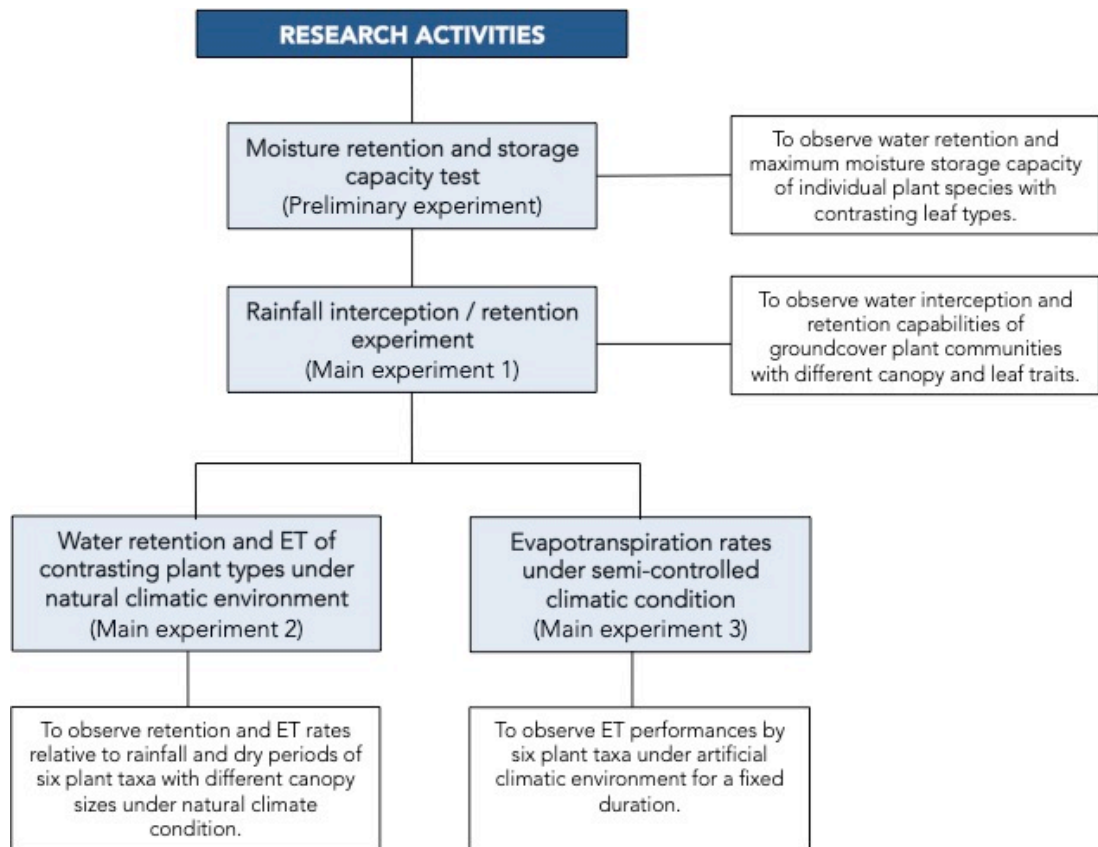 RESEARCH ACTIVITIES
Moisture retention and storage
capacity test
(Preliminary experiment)
To observe water retention and
maximum moisture storage capacity
of individual plant species with
contrasting leaf types.
Rainfall interception / retention
experiment
(Main experiment 1)
To observe water interception and
retention capabilities of
groundcover plant communities
with different canopy and leaf traits.
Water retention and ET of
contrasting plant types under
natural climatic environment
(Main experiment 2)
Evapotranspiration rates
under semi-controlled
climatic condition
(Main experiment 3)
To observe retention and ET rates
relative to rainfall and dry periods of
six plant taxa with different canopy
sizes under natural climate
condition.
To observe ET performances by
six plant taxa under artificial
climatic environment for a fixed
duration.